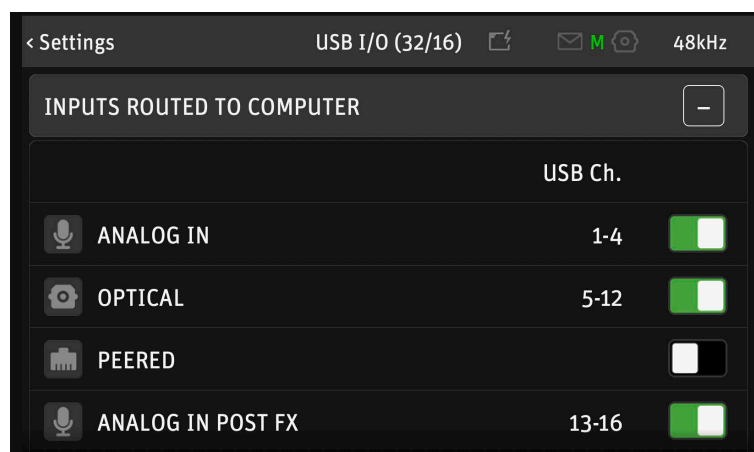 < Settings USB I/O (32/16) M 48kHz
INPUTS ROUTED TO COMPUTER –
USB Ch.
ANALOG IN 1-4
OPTICAL 5-12
PEERED
ANALOG IN POST FX 13-16